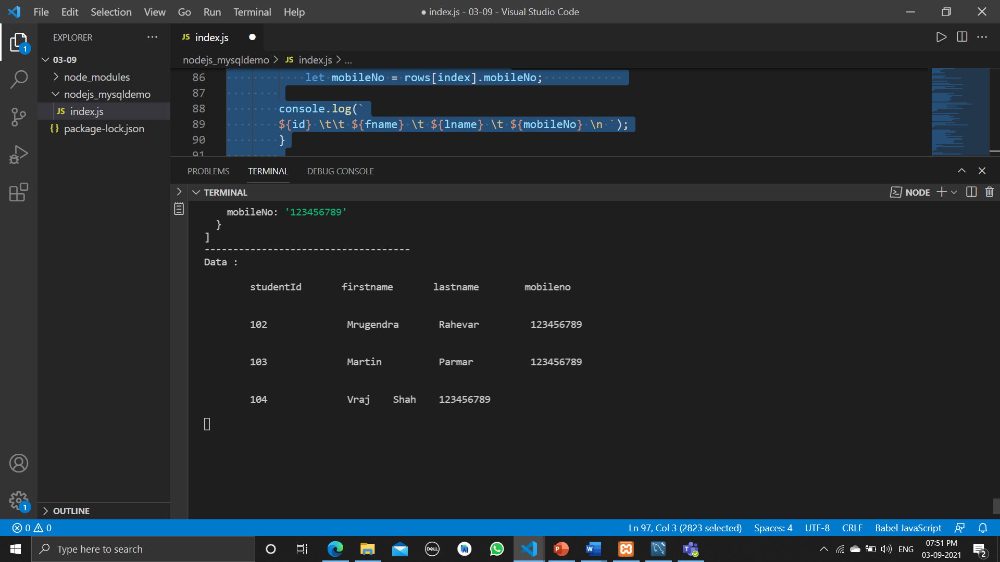 File Edit Selection View Go Run Terminal Help
● index.js - 03-09 - Visual Studio Code
1
EXPLORER ...
03-09
node_modules
nodejs_mysqldemo
JS index.js
{} package-lock.json
OUTLINE
1
JS index.js ●
nodejs_mysqldemo > JS index.js > ...
86 let mobileNo = rows[index].mobileNo;
87
88 console.log(`
89 ${id} \t\t ${fname} \t ${lname} \t ${mobileNo} \n `);
90 }
91
PROBLEMS TERMINAL DEBUG CONSOLE
TERMINAL NODE
mobileNo: '123456789'
}
]
------------------------------------
Data :
studentId firstname lastname mobileno
102 Mrugendra Rahevar 123456789
103 Martin Parmar 123456789
104 Vraj Shah 123456789
0 0 Ln 97, Col 3 (2823 selected) Spaces: 4 UTF-8 CRLF Babel JavaScript
Type here to search
DELL
P
W
T
ENG
07:51 PM
03-09-2021
2